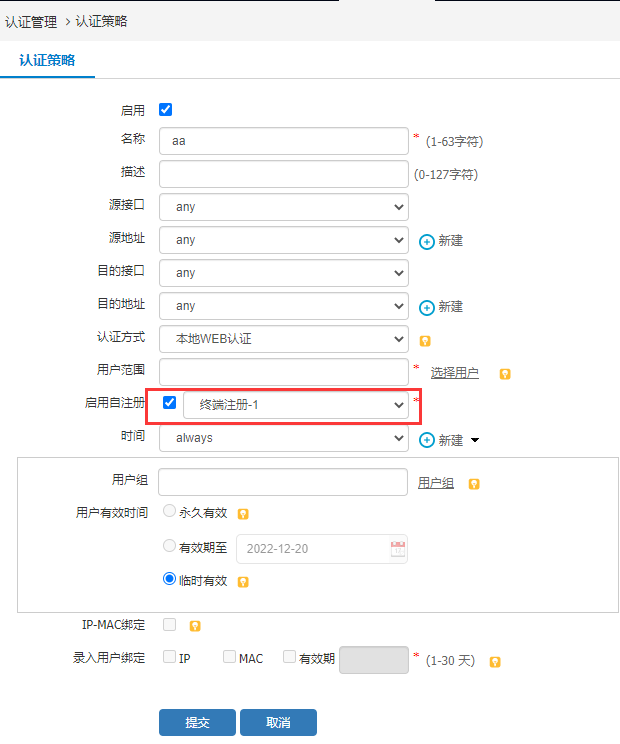 认证管理 > 认证策略
认证策略
启用
名称 aa * (1-63字符)
描述 (0-127字符)
源接口 any
源地址 any 新建
目的接口 any
目的地址 any 新建
认证方式 本地WEB认证
用户范围 * 选择用户
启用自注册 终端注册-1 *
时间 always 新建
用户组 用户组
用户有效时间 永久有效
有效期至 2022-12-20
临时有效
IP-MAC绑定
录入用户绑定 IP MAC 有效期 * (1-30 天)
提交 取消